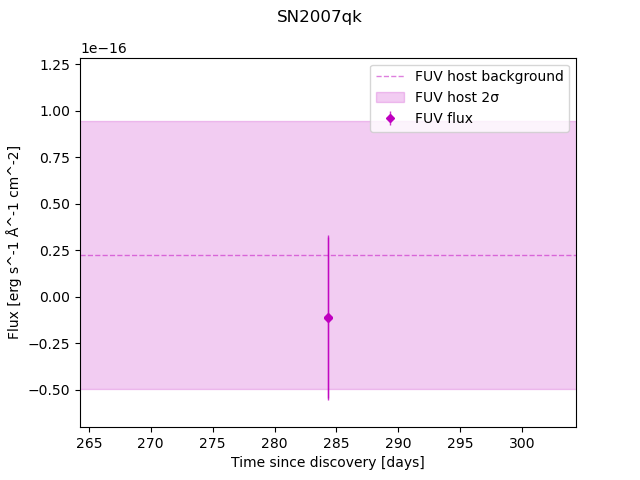 SN2007qk
1e−16
FUV host background
FUV host 2σ
FUV flux
1.25
1.00
0.75
0.50
0.25
0.00
−0.25
−0.50
Flux [erg s^-1 Å^-1 cm^-2]
265 270 275 280 285 290 295 300
Time since discovery [days]